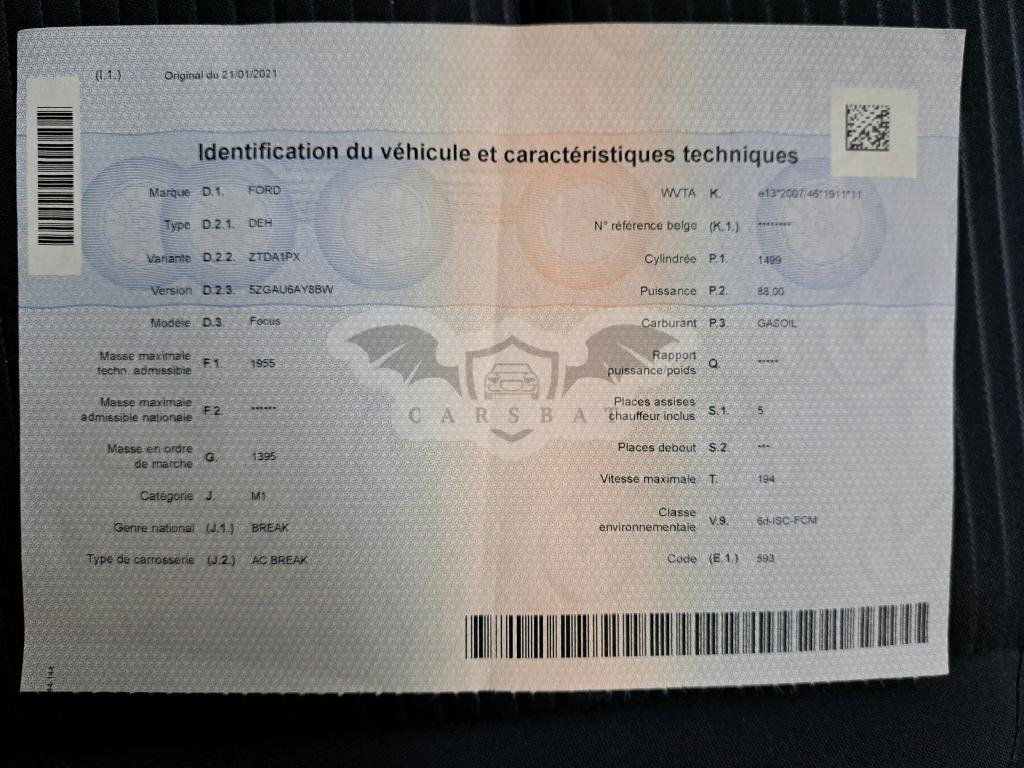 (I.1.) Original du 21/01/2021
Identification du véhicule et caractéristiques techniques
Marque D.1. FORD
Type D.2.1. DEH
Variante D.2.2. ZTDA1PX
Version D.2.3. 5ZGAU6AY8BW
Modèle D.3. Focus
Masse maximale
techn. admissible F.1. 1955
Masse maximale
admissible nationale F.2. ******
Masse en ordre
de marche G. 1395
Catégorie J. M1
Genre national (J.1.) BREAK
Type de carrosserie (J.2.) AC BREAK
WVTA K. e13*2007/46*1911*11
N° référence belge (K.1.) ********
Cylindrée P.1. 1499
Puissance P.2. 88,00
Carburant P.3. GASOIL
Rapport
puissance/poids Q. *****
Places assises
chauffeur inclus S.1. 5
Places debout S.2. ***
Vitesse maximale T. 194
Classe
environnementale V.9. 6d-ISC-FCM
Code (E.1.) 593
CARSBAT